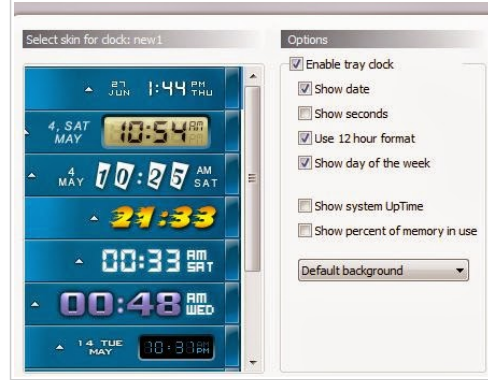 Select skin for clock: new1
27 JUN 1:44 PM THU
4, SAT MAY 10:54 AM PM
4 MAY 10:25 AM SAT
21:33
00:33 AM SAT
00:48 AM WED
14 TUE MAY 10:30 PM
Options
Enable tray clock
Show date
Show seconds
Use 12 hour format
Show day of the week
Show system UpTime
Show percent of memory in use
Default background